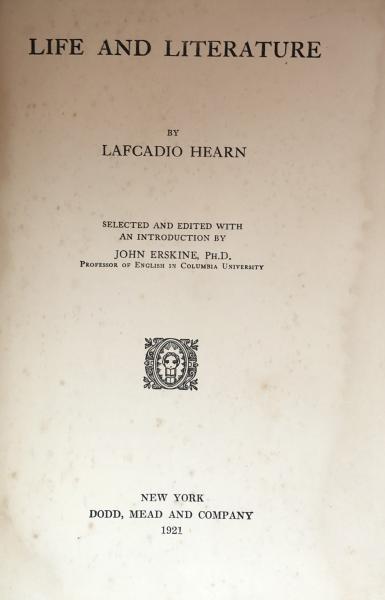 LIFE AND LITERATURE
BY
LAFCADIO HEARN
SELECTED AND EDITED WITH
AN INTRODUCTION BY
JOHN ERSKINE, PH.D.
PROFESSOR OF ENGLISH IN COLUMBIA UNIVERSITY
NEW YORK
DODD, MEAD AND COMPANY
1921